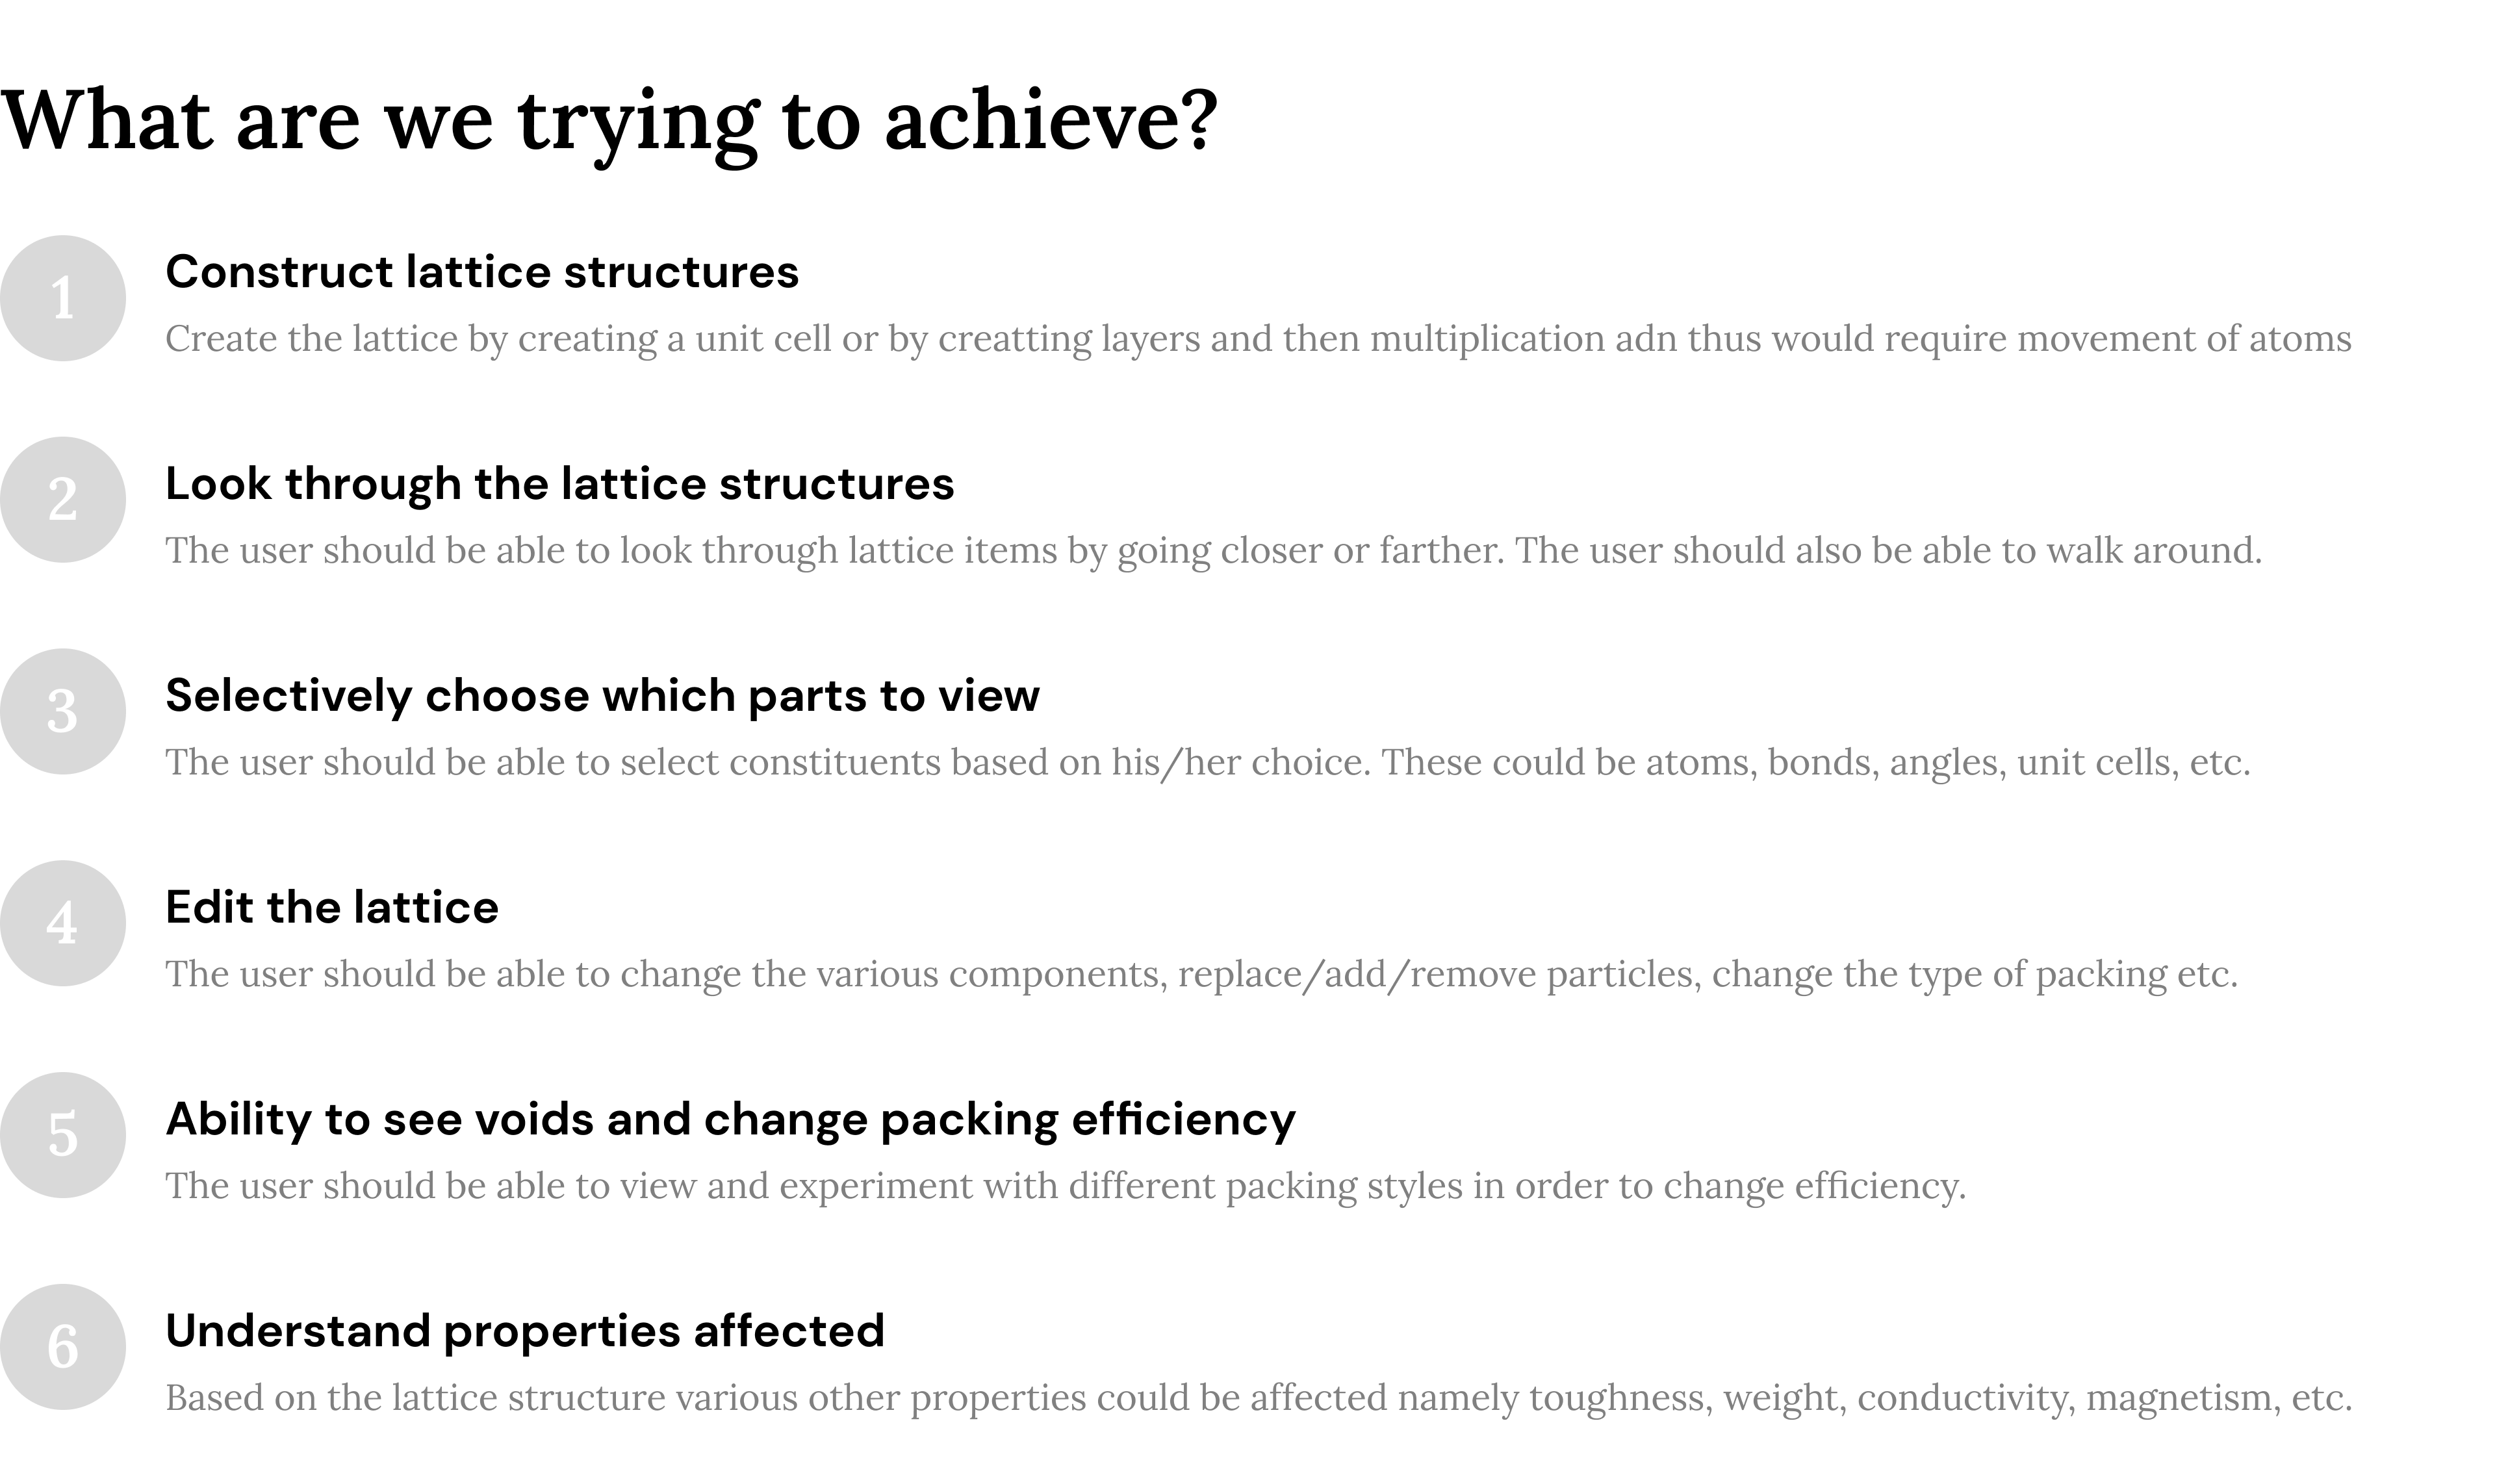 What are we trying to achieve?
1
Construct lattice structures
Create the lattice by creating a unit cell or by creatting layers and then multiplication adn thus would require movement of atoms
2
Look through the lattice structures
The user should be able to look through lattice items by going closer or farther. The user should also be able to walk around.
3
Selectively choose which parts to view
The user should be able to select constituents based on his/her choice. These could be atoms, bonds, angles, unit cells, etc.
4
Edit the lattice
The user should be able to change the various components, replace/add/remove particles, change the type of packing etc.
5
Ability to see voids and change packing efficiency
The user should be able to view and experiment with different packing styles in order to change efficiency.
6
Understand properties affected
Based on the lattice structure various other properties could be affected namely toughness, weight, conductivity, magnetism, etc.